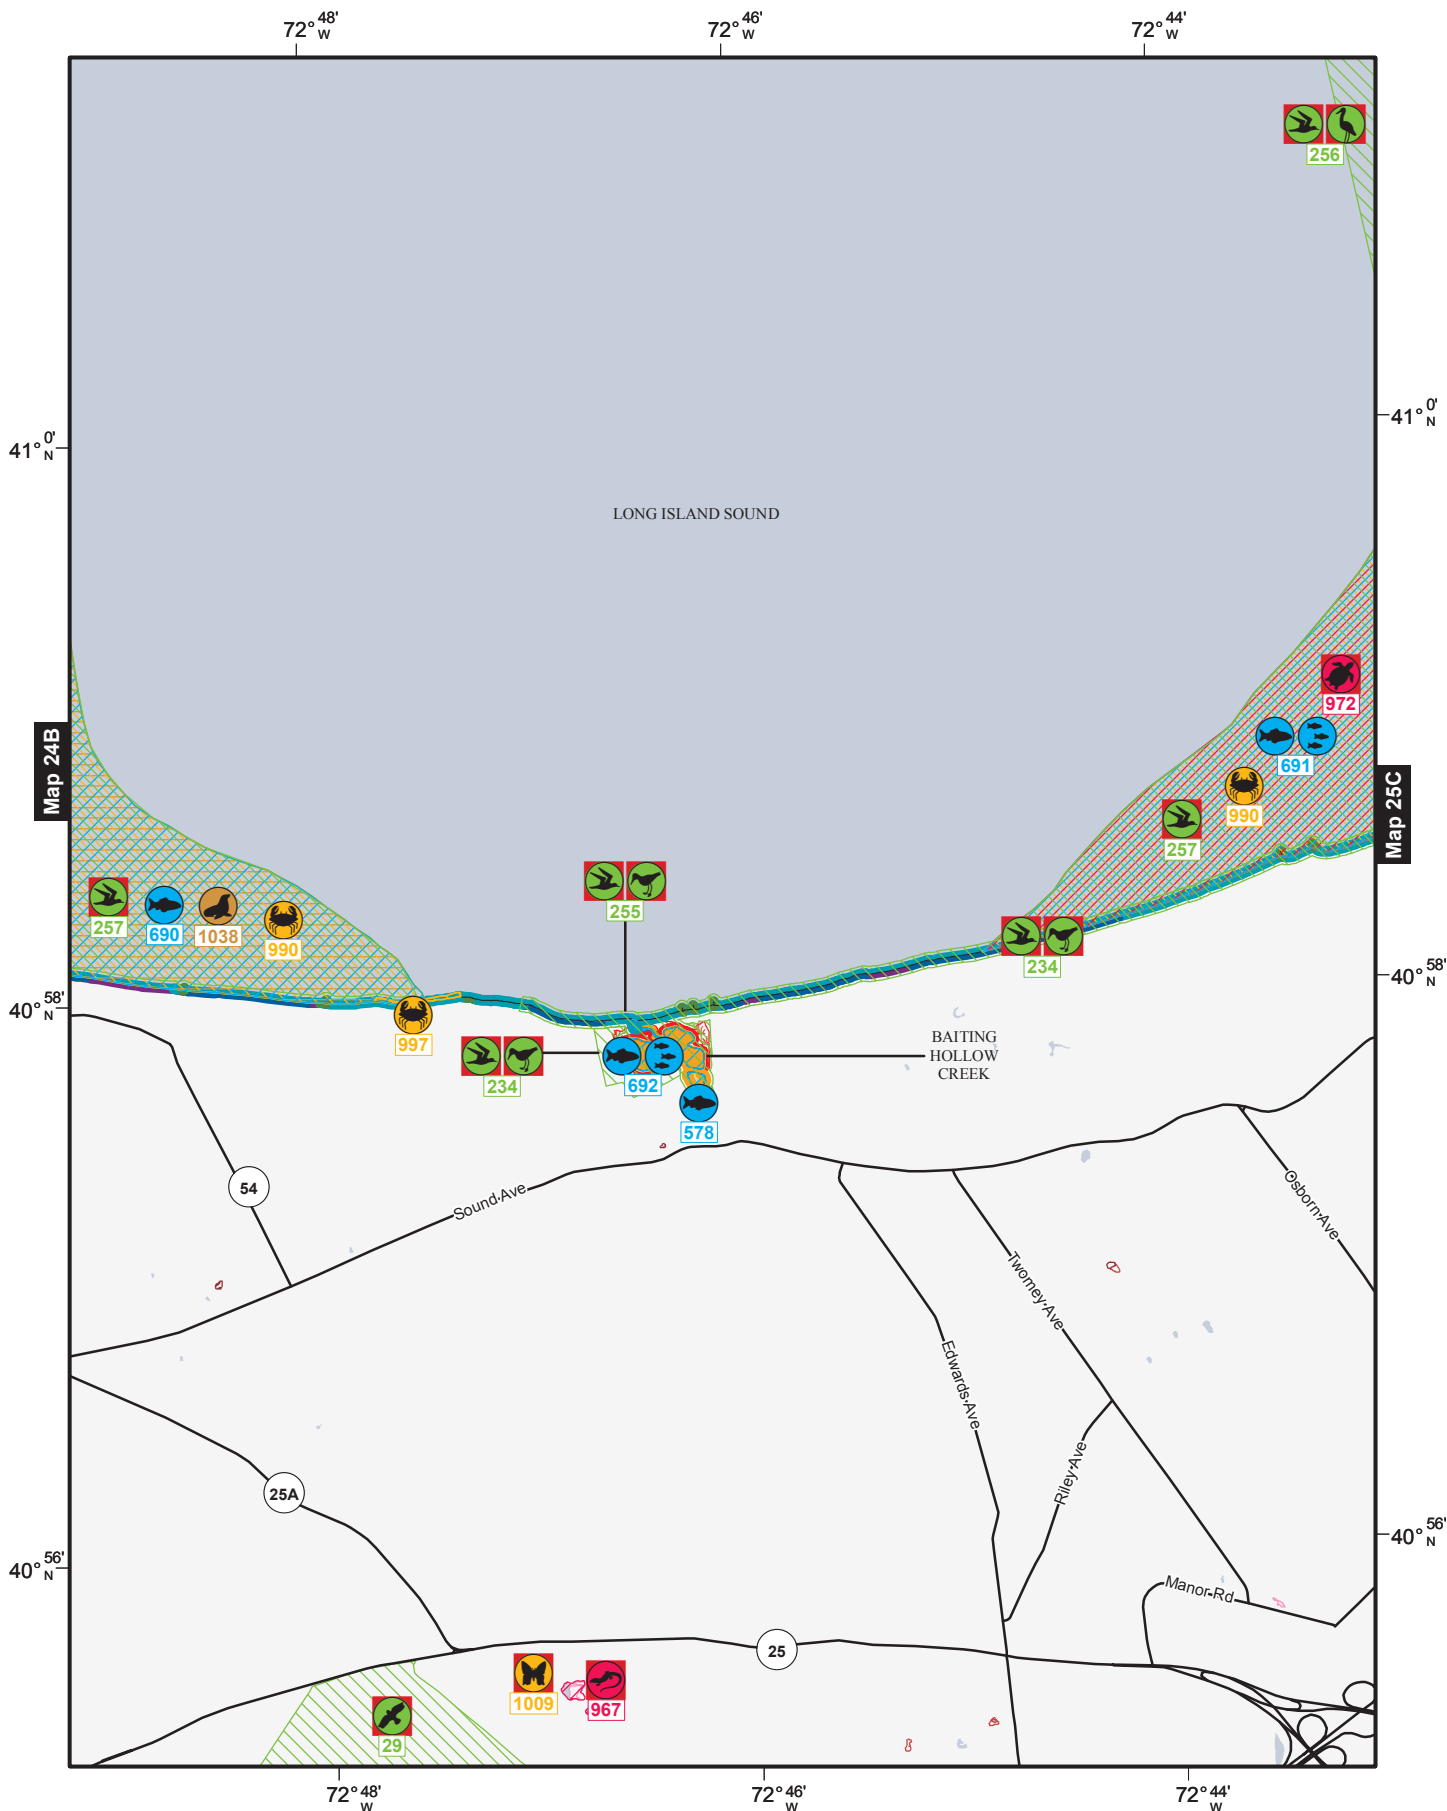 72° 48' W
72° 46' W
72° 44' W
256
41° 0' N
41° 0' N
LONG ISLAND SOUND
972
691
990
257
Map 24B
Map 25C
257
690
1038
990
255
234
40° 58' N
40° 58' N
997
234
692
578
BAITING
HOLLOW
CREEK
54
Sound Ave
Osborn Ave
Twomey Ave
Edwards Ave
Riley Ave
25A
40° 56' N
40° 56' N
Manor Rd
25
1009
967
29
72° 48' W
72° 46' W
72° 44' W